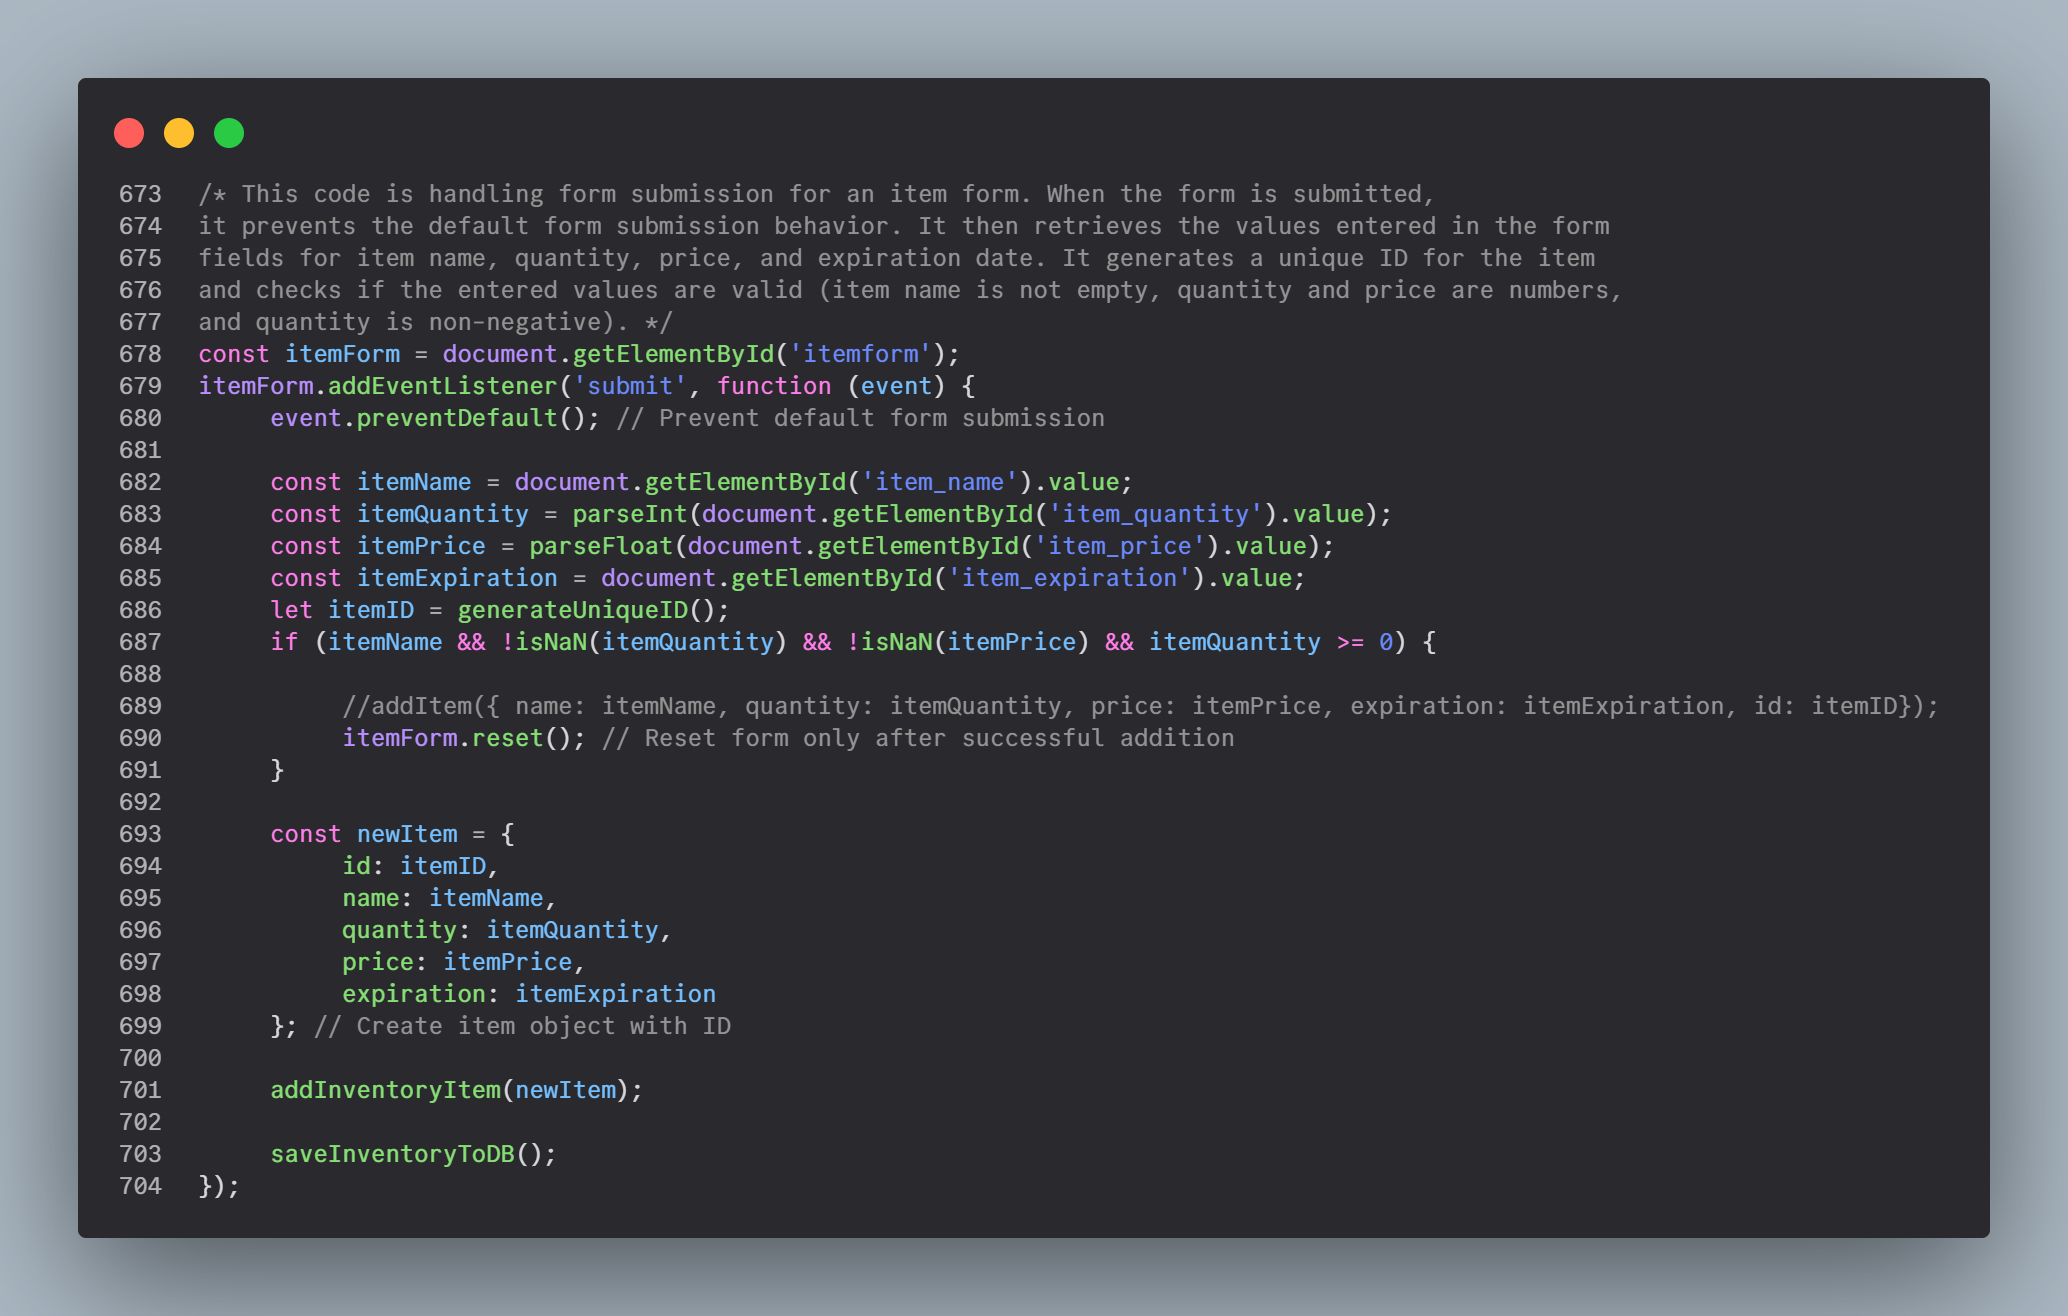 673 /* This code is handling form submission for an item form. When the form is submitted,
674 it prevents the default form submission behavior. It then retrieves the values entered in the form
675 fields for item name, quantity, price, and expiration date. It generates a unique ID for the item
676 and checks if the entered values are valid (item name is not empty, quantity and price are numbers,
677 and quantity is non-negative). */
678 const itemForm = document.getElementById('itemform');
679 itemForm.addEventListener('submit', function (event) {
680      event.preventDefault(); // Prevent default form submission
681
682      const itemName = document.getElementById('item_name').value;
683      const itemQuantity = parseInt(document.getElementById('item_quantity').value);
684      const itemPrice = parseFloat(document.getElementById('item_price').value);
685      const itemExpiration = document.getElementById('item_expiration').value;
686      let itemID = generateUniqueID();
687      if (itemName && !isNaN(itemQuantity) && !isNaN(itemPrice) && itemQuantity >= 0) {
688
689           //addItem({ name: itemName, quantity: itemQuantity, price: itemPrice, expiration: itemExpiration, id: itemID});
690           itemForm.reset(); // Reset form only after successful addition
691      }
692
693      const newItem = {
694           id: itemID,
695           name: itemName,
696           quantity: itemQuantity,
697           price: itemPrice,
698           expiration: itemExpiration
699      }; // Create item object with ID
700
701      addInventoryItem(newItem);
702
703      saveInventoryToDB();
704 });